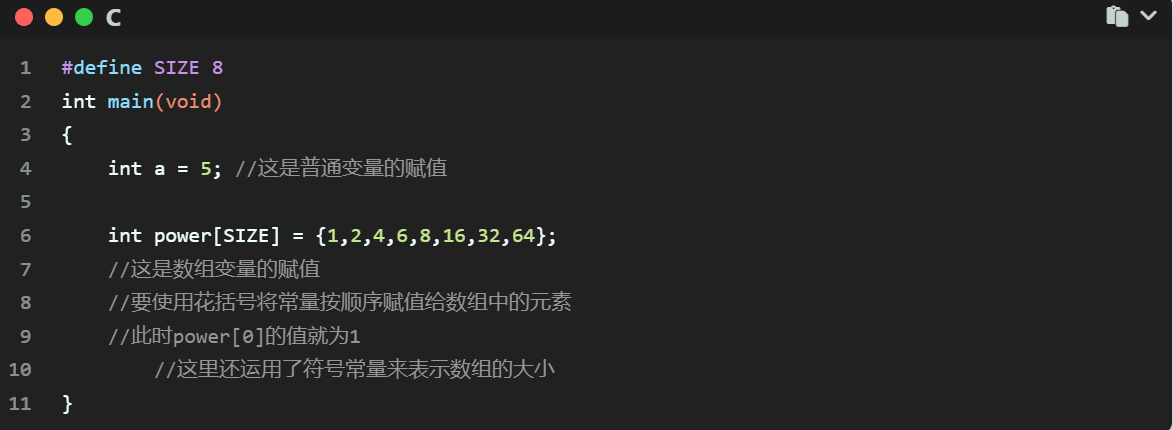 C
1 #define SIZE 8
2 int main(void)
3 {
4     int a = 5; //这是普通变量的赋值
5
6     int power[SIZE] = {1,2,4,6,8,16,32,64};
7     //这是数组变量的赋值
8     //要使用花括号将常量按顺序赋值给数组中的元素
9     //此时power[0]的值就为1
10         //这里还运用了符号常量来表示数组的大小
11 }